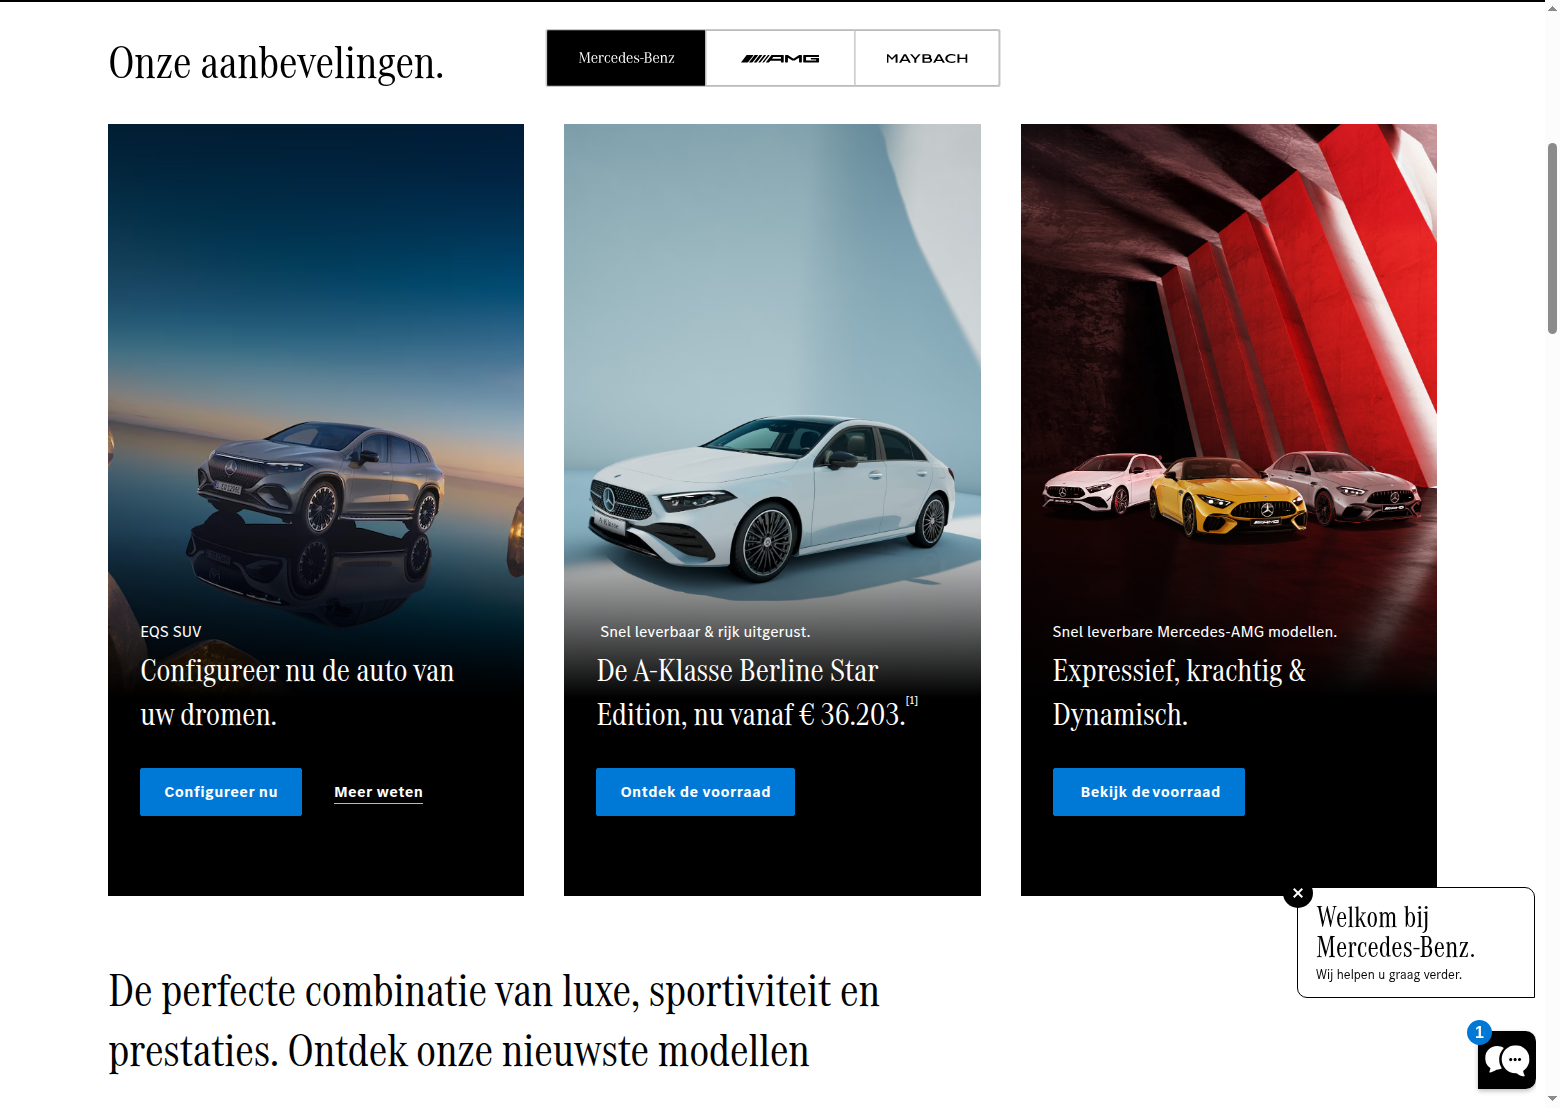 Onze aanbevelingen.
Mercedes-Benz
AMG
MAYBACH
EQS SUV
Configureer nu de auto van
uw dromen.
Configureer nu
Meer weten
A-Klasse
Snel leverbaar & rijk uitgerust.
De A-Klasse Berline Star
Edition, nu vanaf € 36.203.[1]
Ontdek de voorraad
Snel leverbare Mercedes-AMG modellen.
Expressief, krachtig &
Dynamisch.
Bekijk de voorraad
Welkom bij
Mercedes-Benz.
Wij helpen u graag verder.
De perfecte combinatie van luxe, sportiviteit en
prestaties. Ontdek onze nieuwste modellen
1